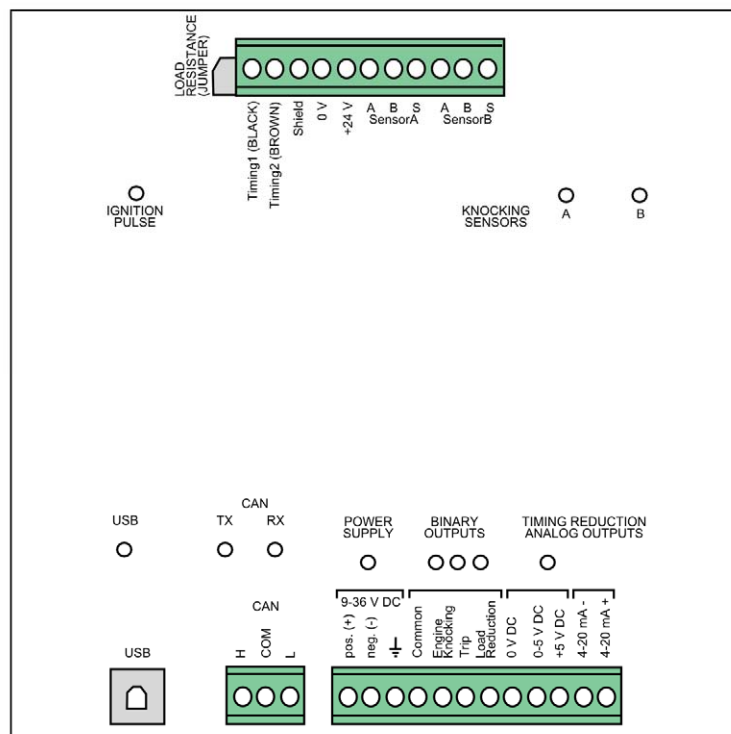 LOAD
RESISTANCE
(JUMPER)
Timing1 (BLACK)
Timing2 (BROWN)
Shield
0 V
+24 V
A B S A B S
SensorA SensorB
IGNITION
PULSE
KNOCKING
SENSORS
A B
CAN
USB TX RX
POWER
SUPPLY
BINARY
OUTPUTS
TIMING REDUCTION
ANALOG OUTPUTS
CAN
9-36 V DC
USB
H
COM
L
pos. (+)
neg. (-)
Common
Engine
Knocking
Trip
Load
Reduction
0 V DC
0-5 V DC
+5 V DC
4-20 mA -
4-20 mA +